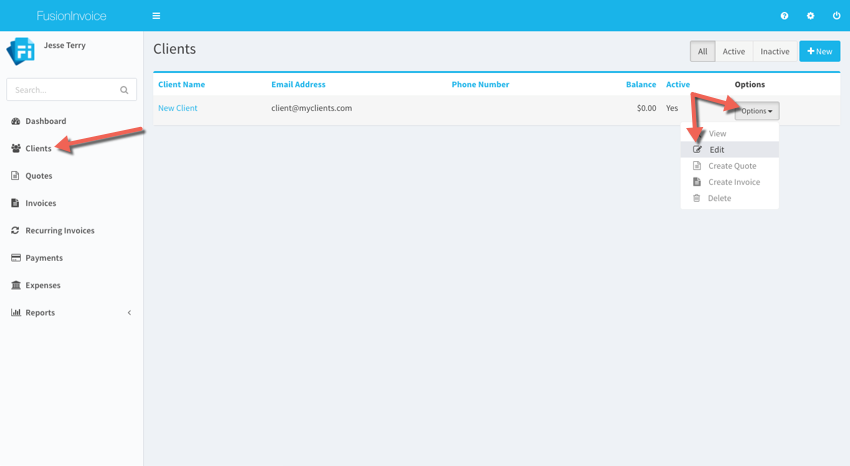 FusionInvoice
Jesse Terry
Search...
Dashboard
Clients
Quotes
Invoices
Recurring Invoices
Payments
Expenses
Reports
Clients
All Active Inactive +New
Client Name Email Address Phone Number Balance Active Options
New Client client@myclients.com $0.00 Yes Options
View
Edit
Create Quote
Create Invoice
Delete